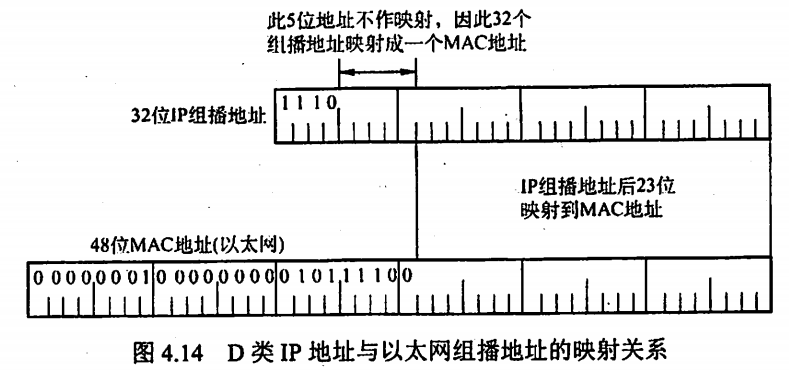 此5位地址不作映射，因此32个
组播地址映射成一个MAC地址
1 1 1 0
32位IP组播地址
IP组播地址后23位
映射到MAC地址
48位MAC地址(以太网)
0 0 0 0 0 0 0 1 0 0 0 0 0 0 0 0 0 1 0 1 1 1 1 0 0
图 4.14 D 类 IP 地址与以太网组播地址的映射关系